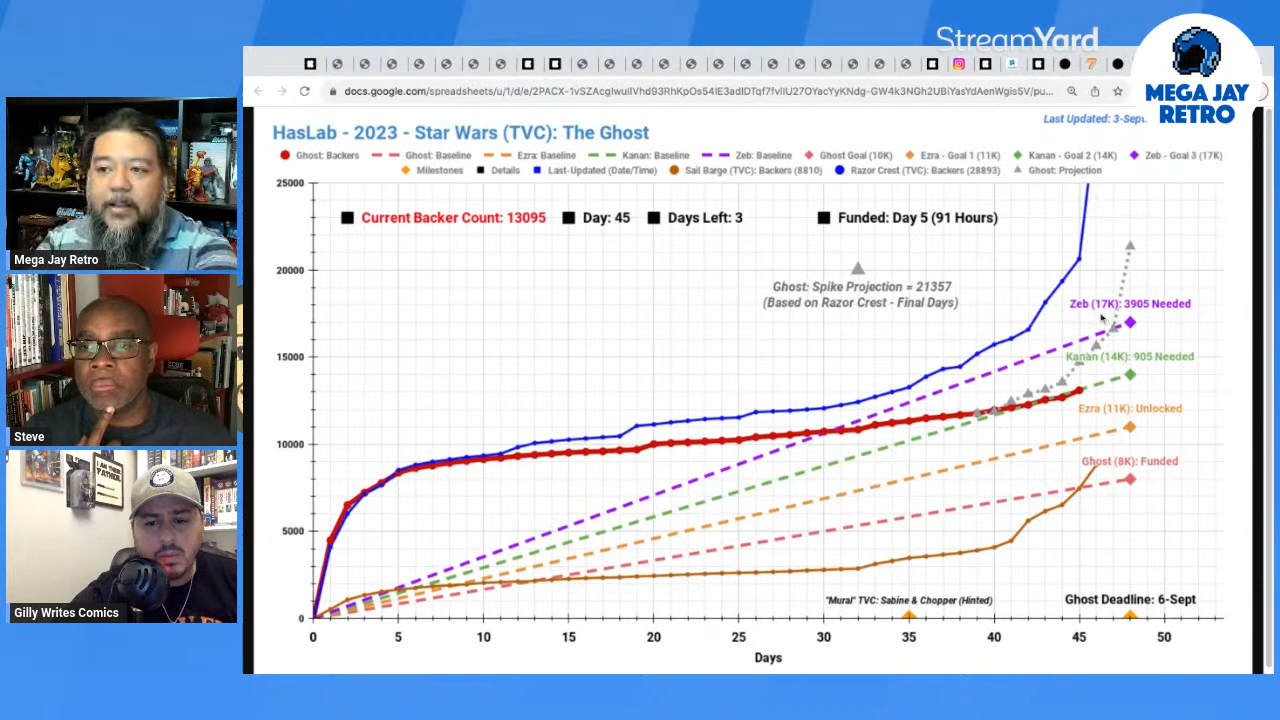 StreamYard
MEGA JAY
RETRO
docs.google.com/spreadsheets/u/1/d/e/2PACX-1vSZAcgIwuIlVhd93RhKpOs54IE3adIDTqf7fvIIU27OYacYyKNdg-GW4k3NGh2UBiYasYdAenWgis5V/pu...
Last Updated: 3-Sept
HasLab - 2023 - Star Wars (TVC): The Ghost
Ghost: Backers Ghost: Baseline Ezra: Baseline Kanan: Baseline Zeb: Baseline Ghost Goal (10K) Ezra - Goal 1 (11K) Kanan - Goal 2 (14K) Zeb - Goal 3 (17K)
Milestones Details Last-Updated (Date/Time) Sail Barge (TVC): Backers (8810) Razor Crest (TVC): Backers (28893) Ghost: Projection
25000
Current Backer Count: 13095 Day: 45 Days Left: 3 Funded: Day 5 (91 Hours)
20000
Ghost: Spike Projection = 21357
(Based on Razor Crest - Final Days)
Zeb (17K): 3905 Needed
15000
Kanan (14K): 905 Needed
Ezra (11K): Unlocked
10000
Ghost (8K): Funded
5000
"Mural" TVC: Sabine & Chopper (Hinted)
Ghost Deadline: 6-Sept
0
0 5 10 15 20 25 30 35 40 45 50
Days
Mega Jay Retro
Steve
I AM THEIR
FATHER.
Gilly Writes Comics